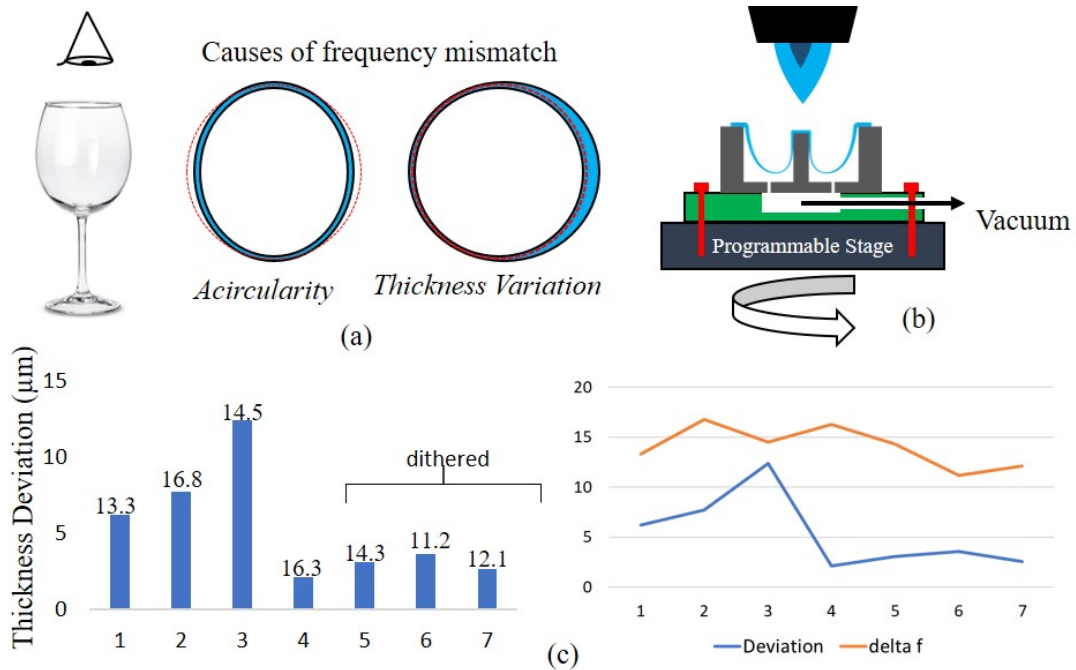 Causes of frequency mismatch
Acircularity
Thickness Variation
(a)
Programmable Stage
Vacuum
(b)
Thickness Deviation (μm)
15
10
5
0
13.3
16.8
14.5
16.3
14.3
11.2
12.1
dithered
1 2 3 4 5 6 7
20
15
10
5
0
1 2 3 4 5 6 7
Deviation delta f
(c)